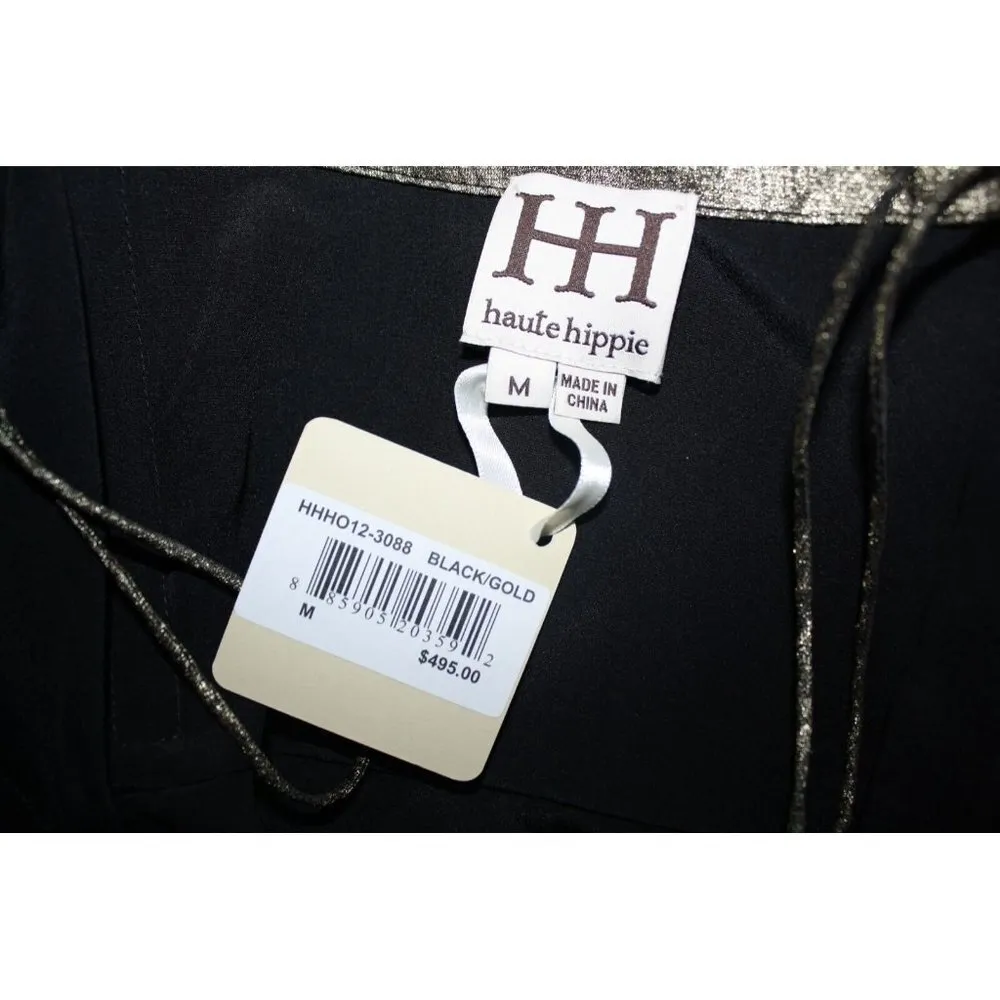 HH
haute hippie
M
MADE IN
CHINA
HHHO12-3088 BLACK/GOLD
8 85905 20359 2
M
$495.00